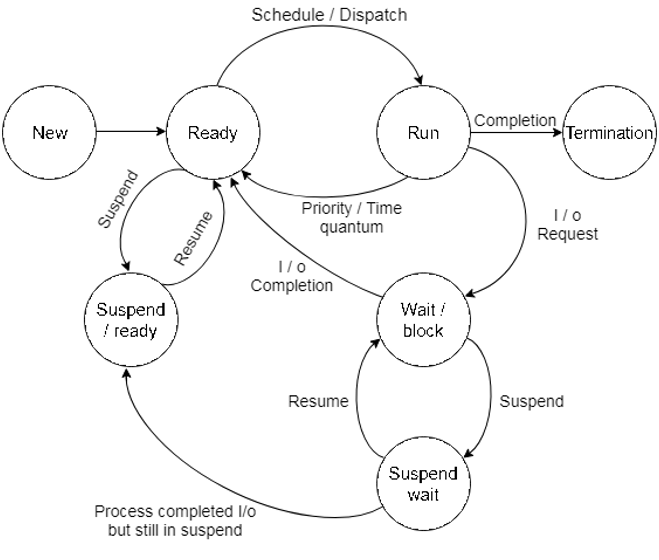 Schedule / Dispatch
New
Ready
Run
Completion
Termination
Suspend
Resume
Priority / Time
quantum
I / o
Request
I / o
Completion
Suspend
/ ready
Wait /
block
Resume
Suspend
Suspend
wait
Process completed I/o
but still in suspend